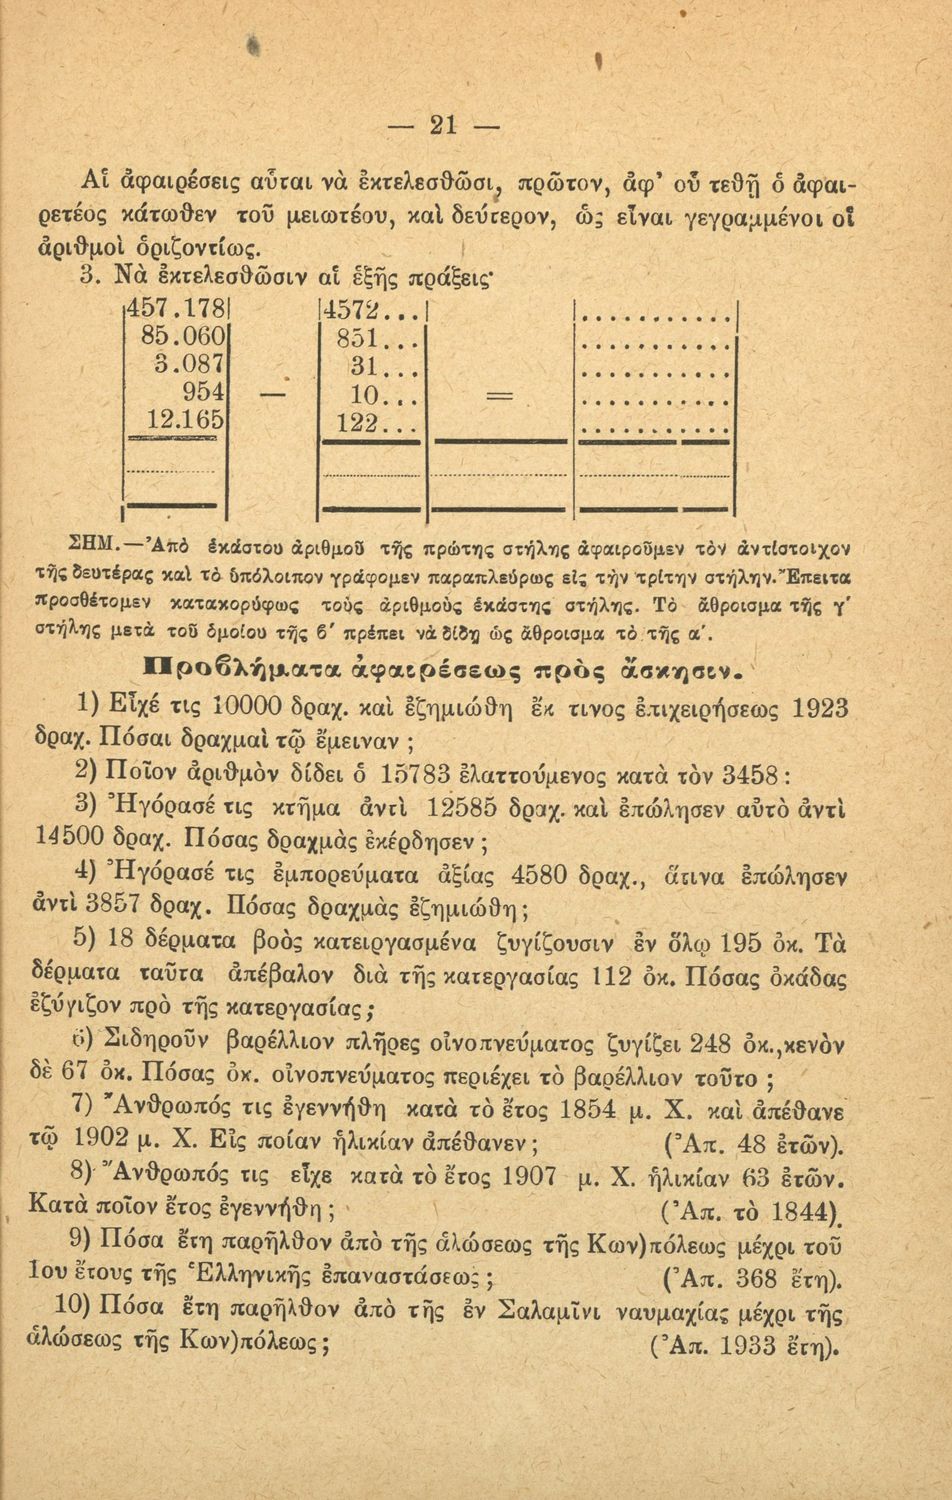 — 21 —
Αἱ ἀφαιρέσεις αὗται νὰ ἐκτελεσθῶσι, πρῶτον, ἀφ' οὗ τεθῇ ὁ ἀφαι-
ρετέος κάτωθεν τοῦ μειωτέου, καὶ δεύτερον, ὡς εἶναι γεγραμμένοι οἱ
ἀριθμοὶ ὁριζοντίως.
3. Νὰ ἐκτελεσθῶσιν αἱ ἑξῆς πράξεις·
457.178 4572... ...........
85.060 851... ...........
3.087 31... ...........
954 — 10... = ...........
12.165 122... ...........
ΣΗΜ.—Ἀπὸ ἑκάστου ἀριθμοῦ τῆς πρώτης στήλης ἀφαιροῦμεν τὸν ἀντίστοιχον
τῆς δευτέρας καὶ τὸ ὑπόλοιπον γράφομεν παραπλεύρως εἰς τὴν τρίτην στήλην. Ἔπειτα
προσθέτομεν κατακορύφως τοὺς ἀριθμοὺς ἑκάστης στήλης. Τὸ ἄθροισμα τῆς γ′
στήλης μετὰ τοῦ ὁμοίου τῆς ϐ′ πρέπει νὰ δίδῃ ὡς ἄθροισμα τὸ τῆς α′.
Προϐλήματα ἀφαιρέσεως πρὸς ἄσκησιν.
1) Εἶχέ τις 10000 δραχ. καὶ ἐζημιώθη ἔκ τινος ἐπιχειρήσεως 1923
δραχ. Πόσαι δραχμαὶ τῷ ἔμειναν ;
2) Ποῖον ἀριθμὸν δίδει ὁ 15783 ἐλαττούμενος κατὰ τὸν 3458 :
3) Ἠγόρασέ τις κτῆμα ἀντὶ 12585 δραχ. καὶ ἐπώλησεν αὐτὸ ἀντὶ
14500 δραχ. Πόσας δραχμὰς ἐκέρδησεν ;
4) Ἠγόρασέ τις ἐμπορεύματα ἀξίας 4580 δραχ., ἅτινα ἐπώλησεν
ἀντὶ 3857 δραχ. Πόσας δραχμὰς ἐζημιώθη ;
5) 18 δέρματα βοὸς κατειργασμένα ζυγίζουσιν ἐν ὅλῳ 195 ὀκ. Τὰ
δέρματα ταῦτα ἀπέβαλον διὰ τῆς κατεργασίας 112 ὀκ. Πόσας ὀκάδας
ἐζύγιζον πρὸ τῆς κατεργασίας ;
6) Σιδηροῦν βαρέλλιον πλῆρες οἰνοπνεύματος ζυγίζει 248 ὀκ., κενὸν
δὲ 67 ὀκ. Πόσας ὀκ. οἰνοπνεύματος περιέχει τὸ βαρέλλιον τοῦτο ;
7) Ἄνθρωπός τις ἐγεννήθη κατὰ τὸ ἔτος 1854 μ. Χ. καὶ ἀπέθανε
τῷ 1902 μ. Χ. Εἰς ποίαν ἡλικίαν ἀπέθανεν ; (Ἀπ. 48 ἐτῶν).
8) Ἄνθρωπός τις εἶχε κατὰ τὸ ἔτος 1907 μ. Χ. ἡλικίαν 63 ἐτῶν.
Κατὰ ποῖον ἔτος ἐγεννήθη ; (Ἀπ. τὸ 1844).
9) Πόσα ἔτη παρῆλθον ἀπὸ τῆς ἁλώσεως τῆς Κων)πόλεως μέχρι τοῦ
1ου ἔτους τῆς Ἑλληνικῆς ἐπαναστάσεως ; (Ἀπ. 368 ἔτη).
10) Πόσα ἔτη παρῆλθον ἀπὸ τῆς ἐν Σαλαμῖνι ναυμαχίας μέχρι τῆς
ἁλώσεως τῆς Κων)πόλεως ; (Ἀπ. 1933 ἔτη).